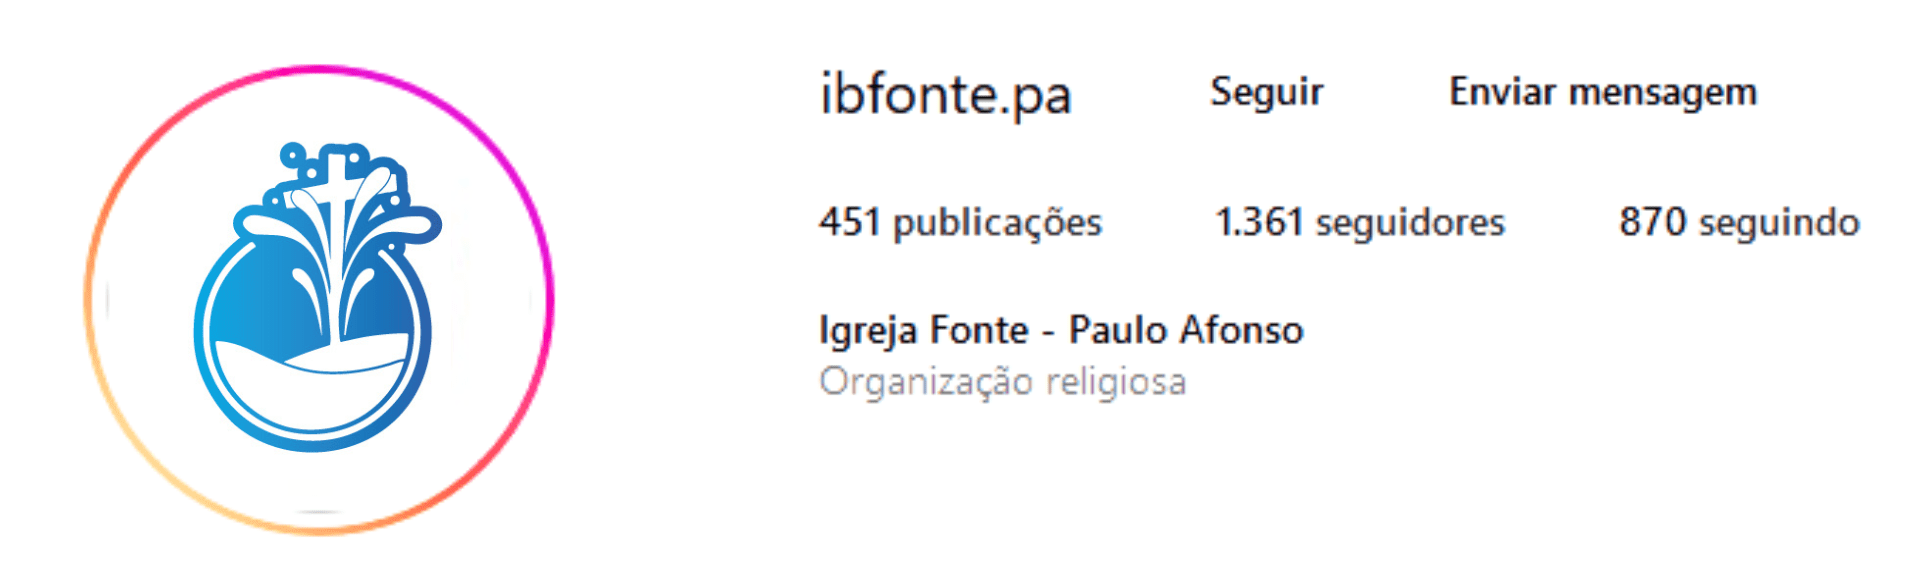 ibfonte.pa Seguir Enviar mensagem
451 publicações 1.361 seguidores 870 seguindo
Igreja Fonte - Paulo Afonso
Organização religiosa